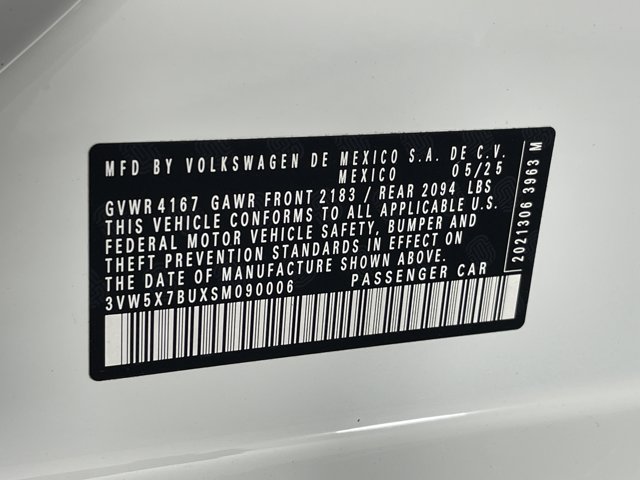 MFD BY VOLKSWAGEN DE MEXICO S.A. DE C.V.
MEXICO 05/25
GVWR 4167 GAWR FRONT 2183 / REAR 2094 LBS
THIS VEHICLE CONFORMS TO ALL APPLICABLE U.S.
FEDERAL MOTOR VEHICLE SAFETY, BUMPER AND
THEFT PREVENTION STANDARDS IN EFFECT ON
THE DATE OF MANUFACTURE SHOWN ABOVE.
3VW5X7BUXSM090006 PASSENGER CAR
2021306 3963 M